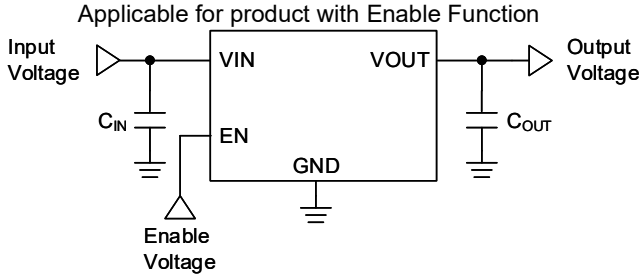 Applicable for product with Enable Function
Input
Voltage
VIN
VOUT
Output
Voltage
CIN
COUT
EN
GND
Enable
Voltage